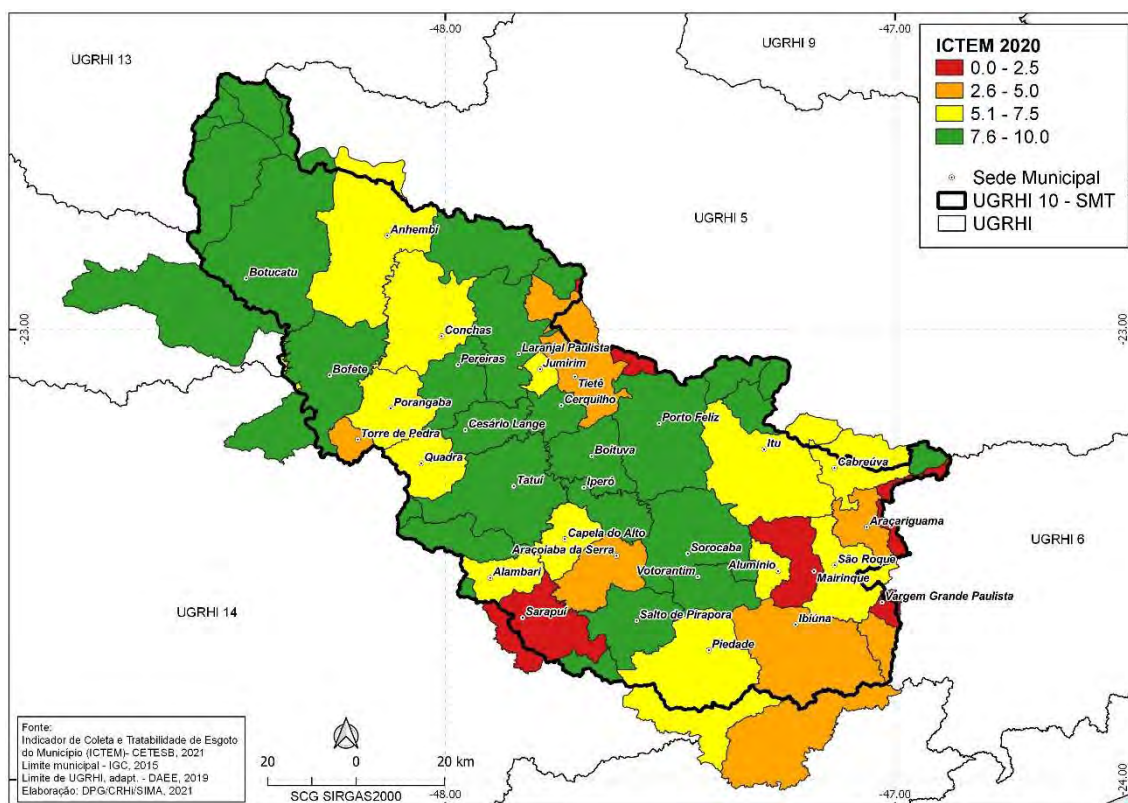 -48.00
-47.00
UGRHI 13
UGRHI 9
UGRHI 5
ICTEM 2020
0.0 - 2.5
2.6 - 5.0
5.1 - 7.5
7.6 - 10.0
Sede Municipal
UGRHI 10 - SMT
UGRHI
Anhembi
Botucatu
-23.00
-23.00
Conchas
Laranjal Paulista
Pereiras
Jumirim
Bofete
Tietê
Cerquilho
Porangaba
Porto Feliz
Cesário Lange
Torre de Pedra
Boituva
Itu
Quadra
Cabreúva
Tatuí
Iperó
Araçariguama
Capela do Alto
Araçoiaba da Serra
Sorocaba
São Roque
UGRHI 6
Alumínio
Votorantim
Mairinque
Alambari
Vargem Grande Paulista
UGRHI 14
Sarapuí
Salto de Pirapora
Ibiúna
Piedade
Fonte:
Indicador de Coleta e Tratabilidade de Esgoto
do Município (ICTEM)- CETESB, 2021
Limite municipal - IGC, 2015
Limite de UGRHI, adapt. - DAEE, 2019
Elaboração: DPG/CRHi/SIMA, 2021
20 0 20 km
SCG SIRGAS2000
-48.00
-47.00
-24.00